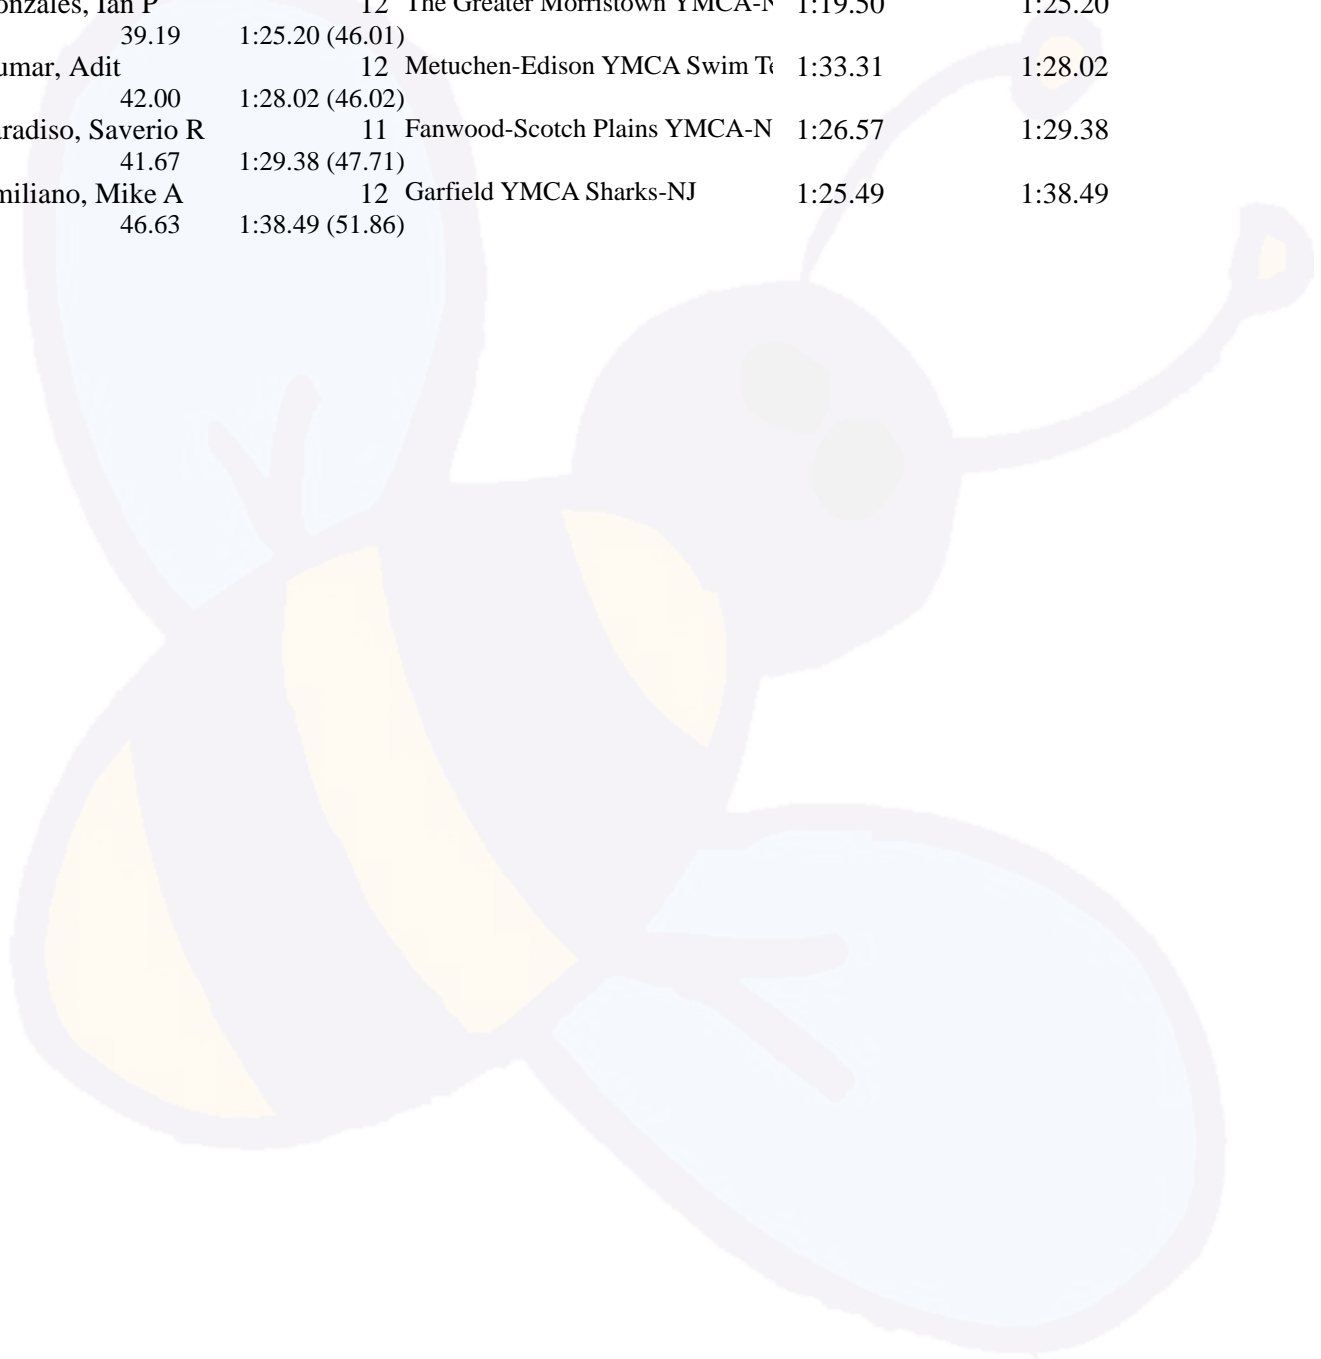 onzales, Ian P 12 The Greater Morristown YMCA-N 1:19.50 1:25.20
39.19 1:25.20 (46.01)
umar, Adit 12 Metuchen-Edison YMCA Swim Te 1:33.31 1:28.02
42.00 1:28.02 (46.02)
aradiso, Saverio R 11 Fanwood-Scotch Plains YMCA-N 1:26.57 1:29.38
41.67 1:29.38 (47.71)
miliano, Mike A 12 Garfield YMCA Sharks-NJ 1:25.49 1:38.49
46.63 1:38.49 (51.86)